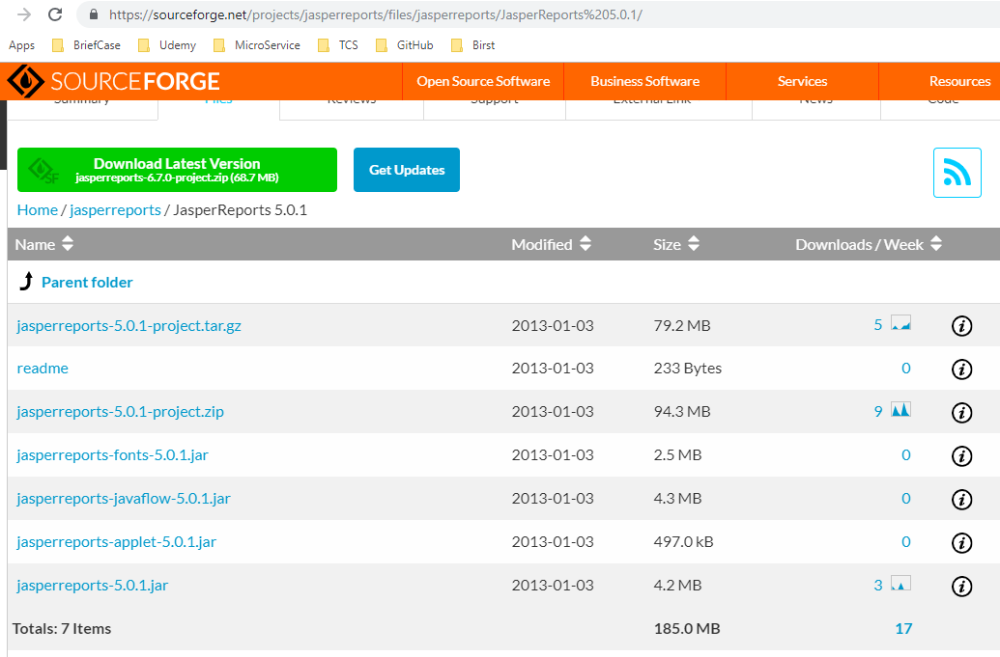 https://sourceforge.net/projects/jasperreports/files/jasperreports/JasperReports%205.0.1/
Apps BriefCase Udemy MicroService TCS GitHub Birst
SOURCEFORGE Open Source Software Business Software Services Resources
Summary Files Reviews Support External Link News Code
Download Latest Version
jasperreports-6.7.0-project.zip (68.7 MB)
Get Updates
Home / jasperreports / JasperReports 5.0.1
Name Modified Size Downloads / Week
Parent folder
jasperreports-5.0.1-project.tar.gz 2013-01-03 79.2 MB 5
readme 2013-01-03 233 Bytes 0
jasperreports-5.0.1-project.zip 2013-01-03 94.3 MB 9
jasperreports-fonts-5.0.1.jar 2013-01-03 2.5 MB 0
jasperreports-javaflow-5.0.1.jar 2013-01-03 4.3 MB 0
jasperreports-applet-5.0.1.jar 2013-01-03 497.0 kB 0
jasperreports-5.0.1.jar 2013-01-03 4.2 MB 3
Totals: 7 Items 185.0 MB 17